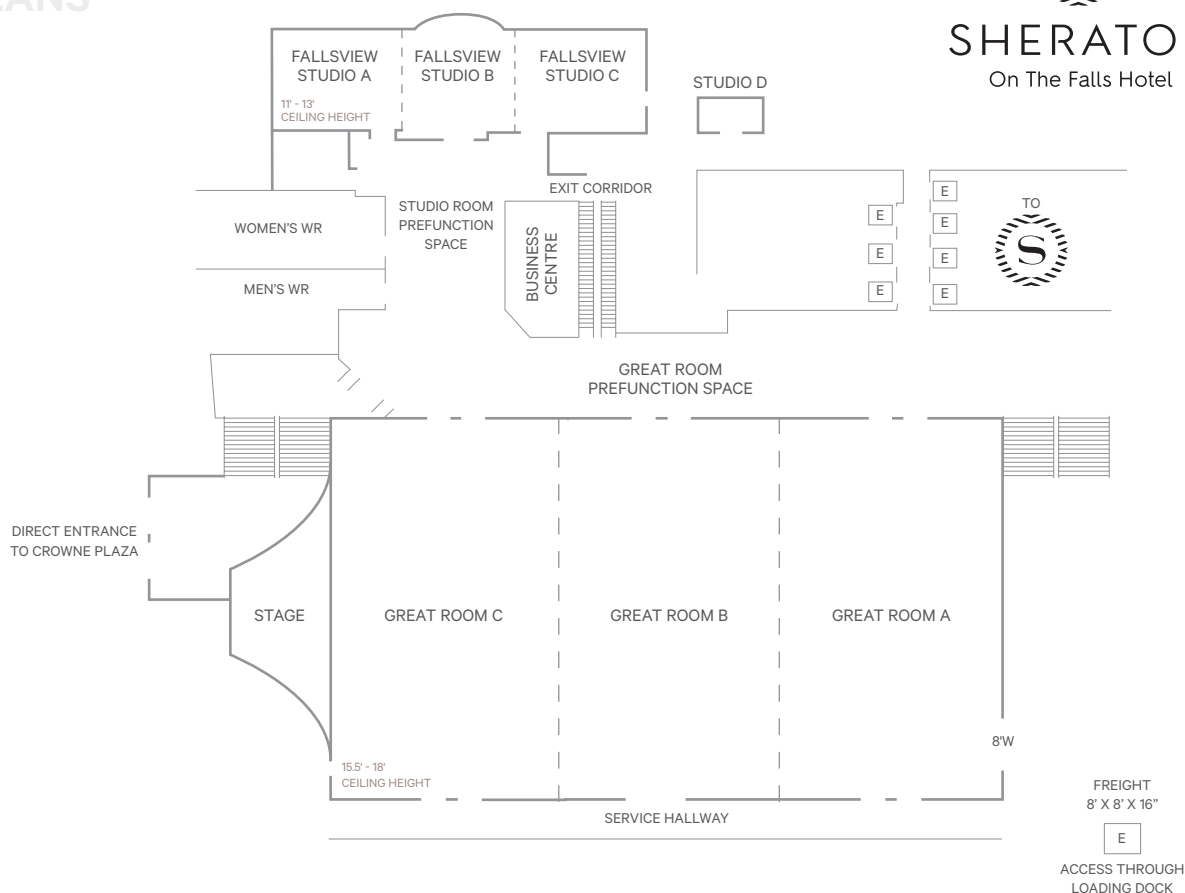 SHERATO
On The Falls Hotel
FALLSVIEW
STUDIO A
FALLSVIEW
STUDIO B
FALLSVIEW
STUDIO C
STUDIO D
11' - 13'
CEILING HEIGHT
EXIT CORRIDOR
STUDIO ROOM
PREFUNCTION
SPACE
BUSINESS
CENTRE
WOMEN'S WR
MEN'S WR
E
E
E
E
E
E
E
TO
S
GREAT ROOM
PREFUNCTION SPACE
DIRECT ENTRANCE
TO CROWNE PLAZA
STAGE
GREAT ROOM C
GREAT ROOM B
GREAT ROOM A
8'W
15.5' - 18'
CEILING HEIGHT
SERVICE HALLWAY
FREIGHT
8' X 8' X 16"
E
ACCESS THROUGH
LOADING DOCK